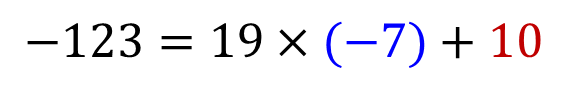 −123 = 19 × (−7) + 10